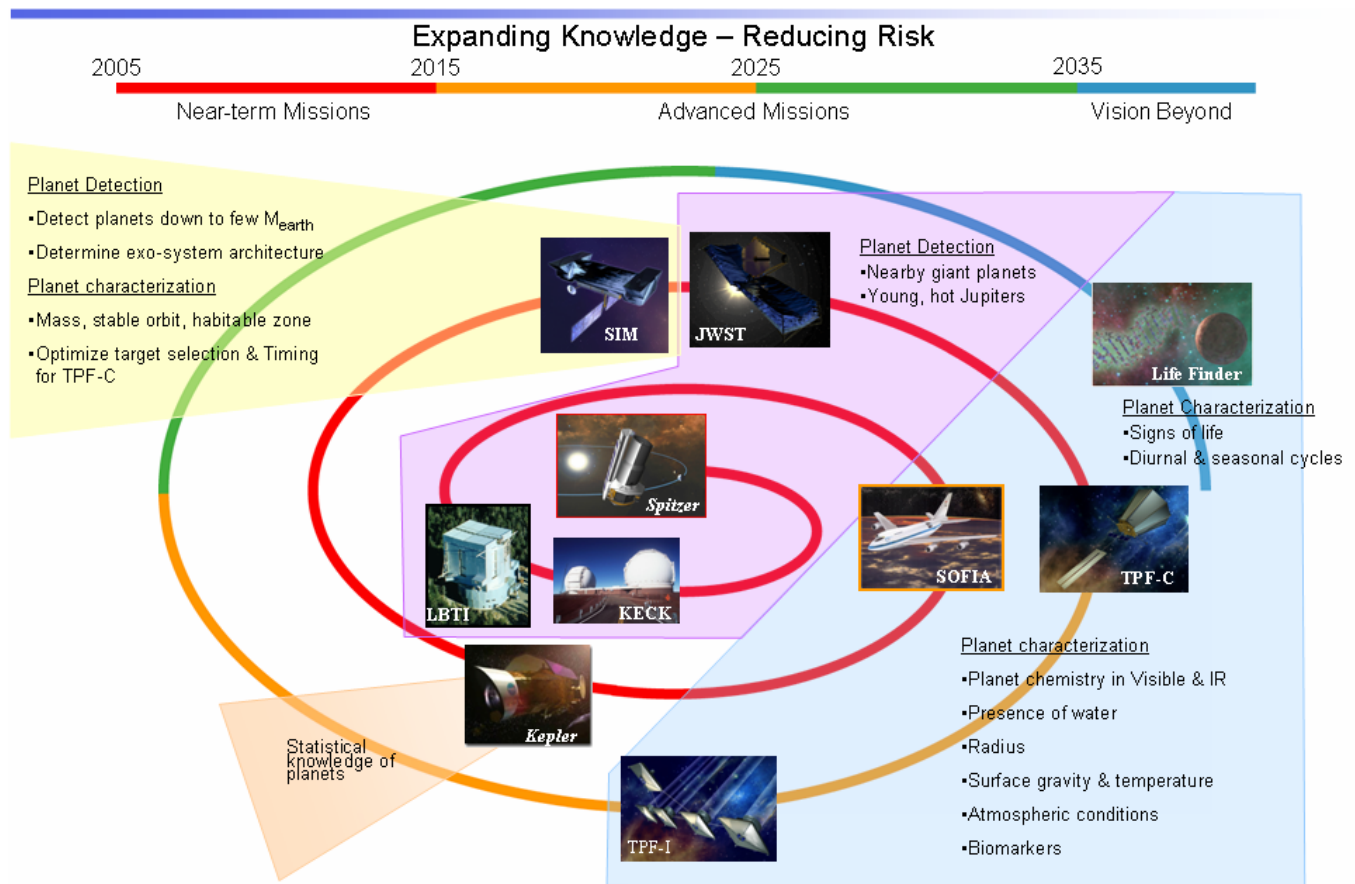 Expanding Knowledge – Reducing Risk
2005
2015
2025
2035
Near-term Missions
Advanced Missions
Vision Beyond
Planet Detection
▪Detect planets down to few Mearth
▪Determine exo-system architecture
Planet characterization
▪Mass, stable orbit, habitable zone
▪Optimize target selection & Timing
for TPF-C
SIM
JWST
Planet Detection
▪Nearby giant planets
▪Young, hot Jupiters
Life Finder
Planet Characterization
▪Signs of life
▪Diurnal & seasonal cycles
Spitzer
LBTI
KECK
SOFIA
TPF-C
Kepler
Statistical
knowledge of
planets
TPF-I
Planet characterization
▪Planet chemistry in Visible & IR
▪Presence of water
▪Radius
▪Surface gravity & temperature
▪Atmospheric conditions
▪Biomarkers